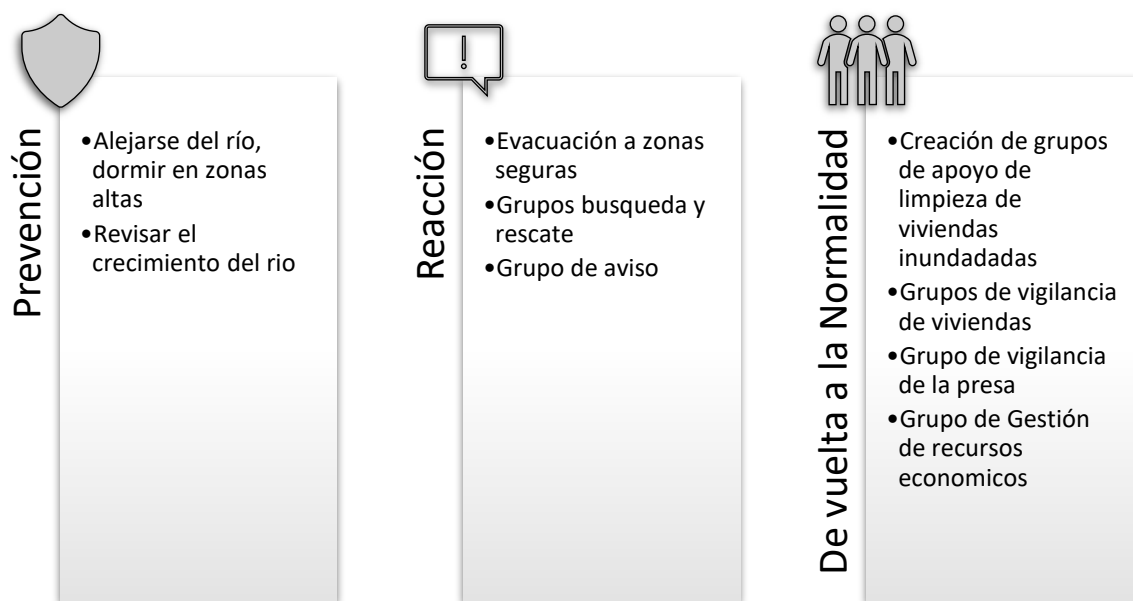 Prevención
•Alejarse del río,
dormir en zonas
altas
•Revisar el
crecimiento del rio
Reacción
•Evacuación a zonas
seguras
•Grupos busqueda y
rescate
•Grupo de aviso
De vuelta a la Normalidad
•Creación de grupos
de apoyo de
limpieza de
viviendas
inundadadas
•Grupos de vigilancia
de viviendas
•Grupo de vigilancia
de la presa
•Grupo de Gestión
de recursos
economicos